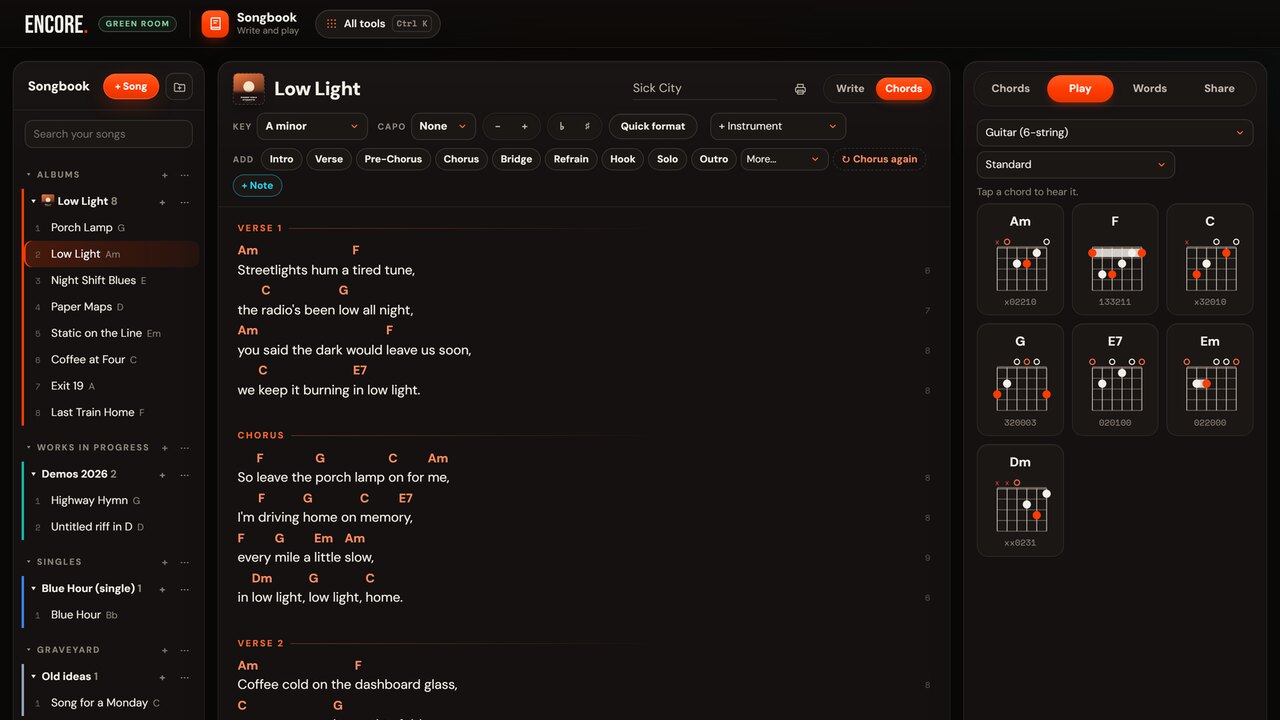 ENCORE.
GREEN ROOM
Songbook
Write and play
All tools Ctrl K
Songbook
+ Song
Search your songs
ALBUMS
Low Light 8
1 Porch Lamp G
2 Low Light Am
3 Night Shift Blues E
4 Paper Maps D
5 Static on the Line Em
6 Coffee at Four C
7 Exit 19 A
8 Last Train Home F
WORKS IN PROGRESS
Demos 2026 2
1 Highway Hymn G
2 Untitled riff in D D
SINGLES
Blue Hour (single) 1
1 Blue Hour Bb
GRAVEYARD
Old ideas 1
1 Song for a Monday C
Low Light
Sick City
Write Chords
KEY A minor CAPO None − + ♭ ♯ Quick format + Instrument
ADD Intro Verse Pre-Chorus Chorus Bridge Refrain Hook Solo Outro More... ↻ Chorus again
+ Note
VERSE 1
Am F
Streetlights hum a tired tune, 6
C G
the radio's been low all night, 7
Am F
you said the dark would leave us soon, 8
C E7
we keep it burning in low light. 8
CHORUS
F G C Am
So leave the porch lamp on for me, 8
F G C E7
I'm driving home on memory, 8
F G Em Am
every mile a little slow, 9
Dm G C
in low light, low light, home. 6
VERSE 2
Am F
Coffee cold on the dashboard glass, 8
C G
Chords Play Words Share
Guitar (6-string)
Standard
Tap a chord to hear it.
Am F C
x o o
x o o
x02210 133211 x32010
G E7 Em
o o o
o o o o
o o o o
320003 020100 022000
Dm
x x o
xx0231